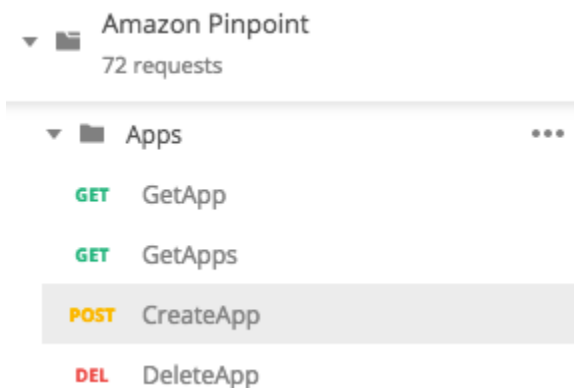 Amazon Pinpoint
72 requests
Apps
GET GetApp
GET GetApps
POST CreateApp
DEL DeleteApp